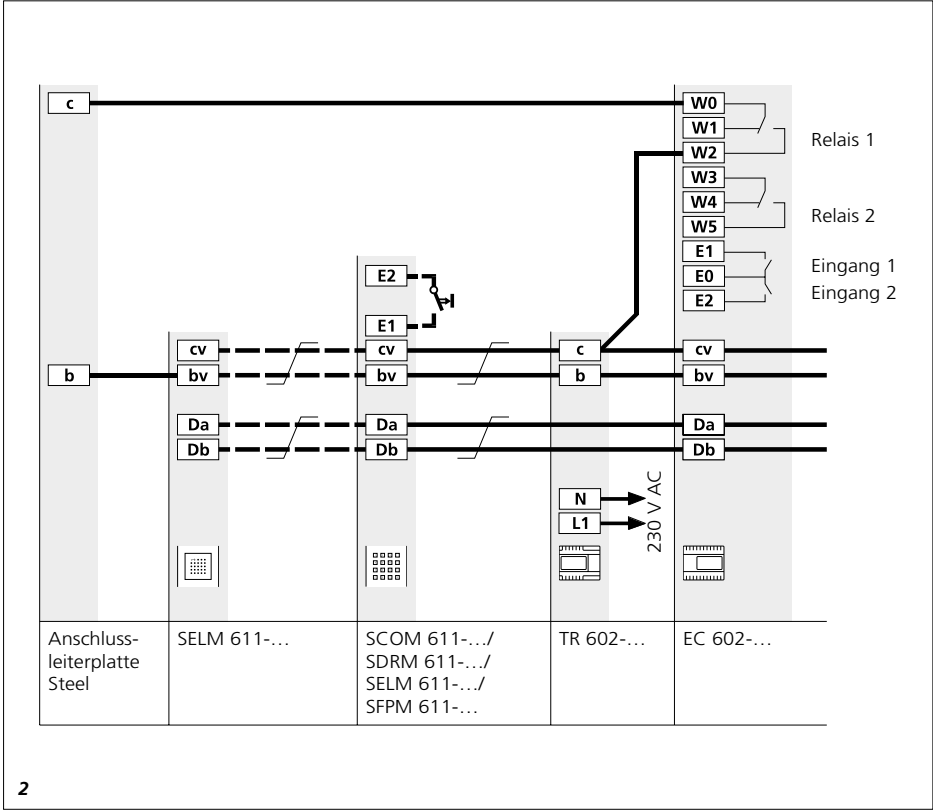 c
W0
W1
W2
Relais 1
W3
W4
W5
Relais 2
E1
E0
E2
Eingang 1
Eingang 2
E2
E1
cv
cv
c
cv
b
bv
bv
b
bv
Da
Da
Da
Db
Db
Db
N
L1
230 V AC
Anschluss-
leiterplatte
Steel
SELM 611-…
SCOM 611-…/
SDRM 611-…/
SELM 611-…/
SFPM 611-…
TR 602-…
EC 602-…
2